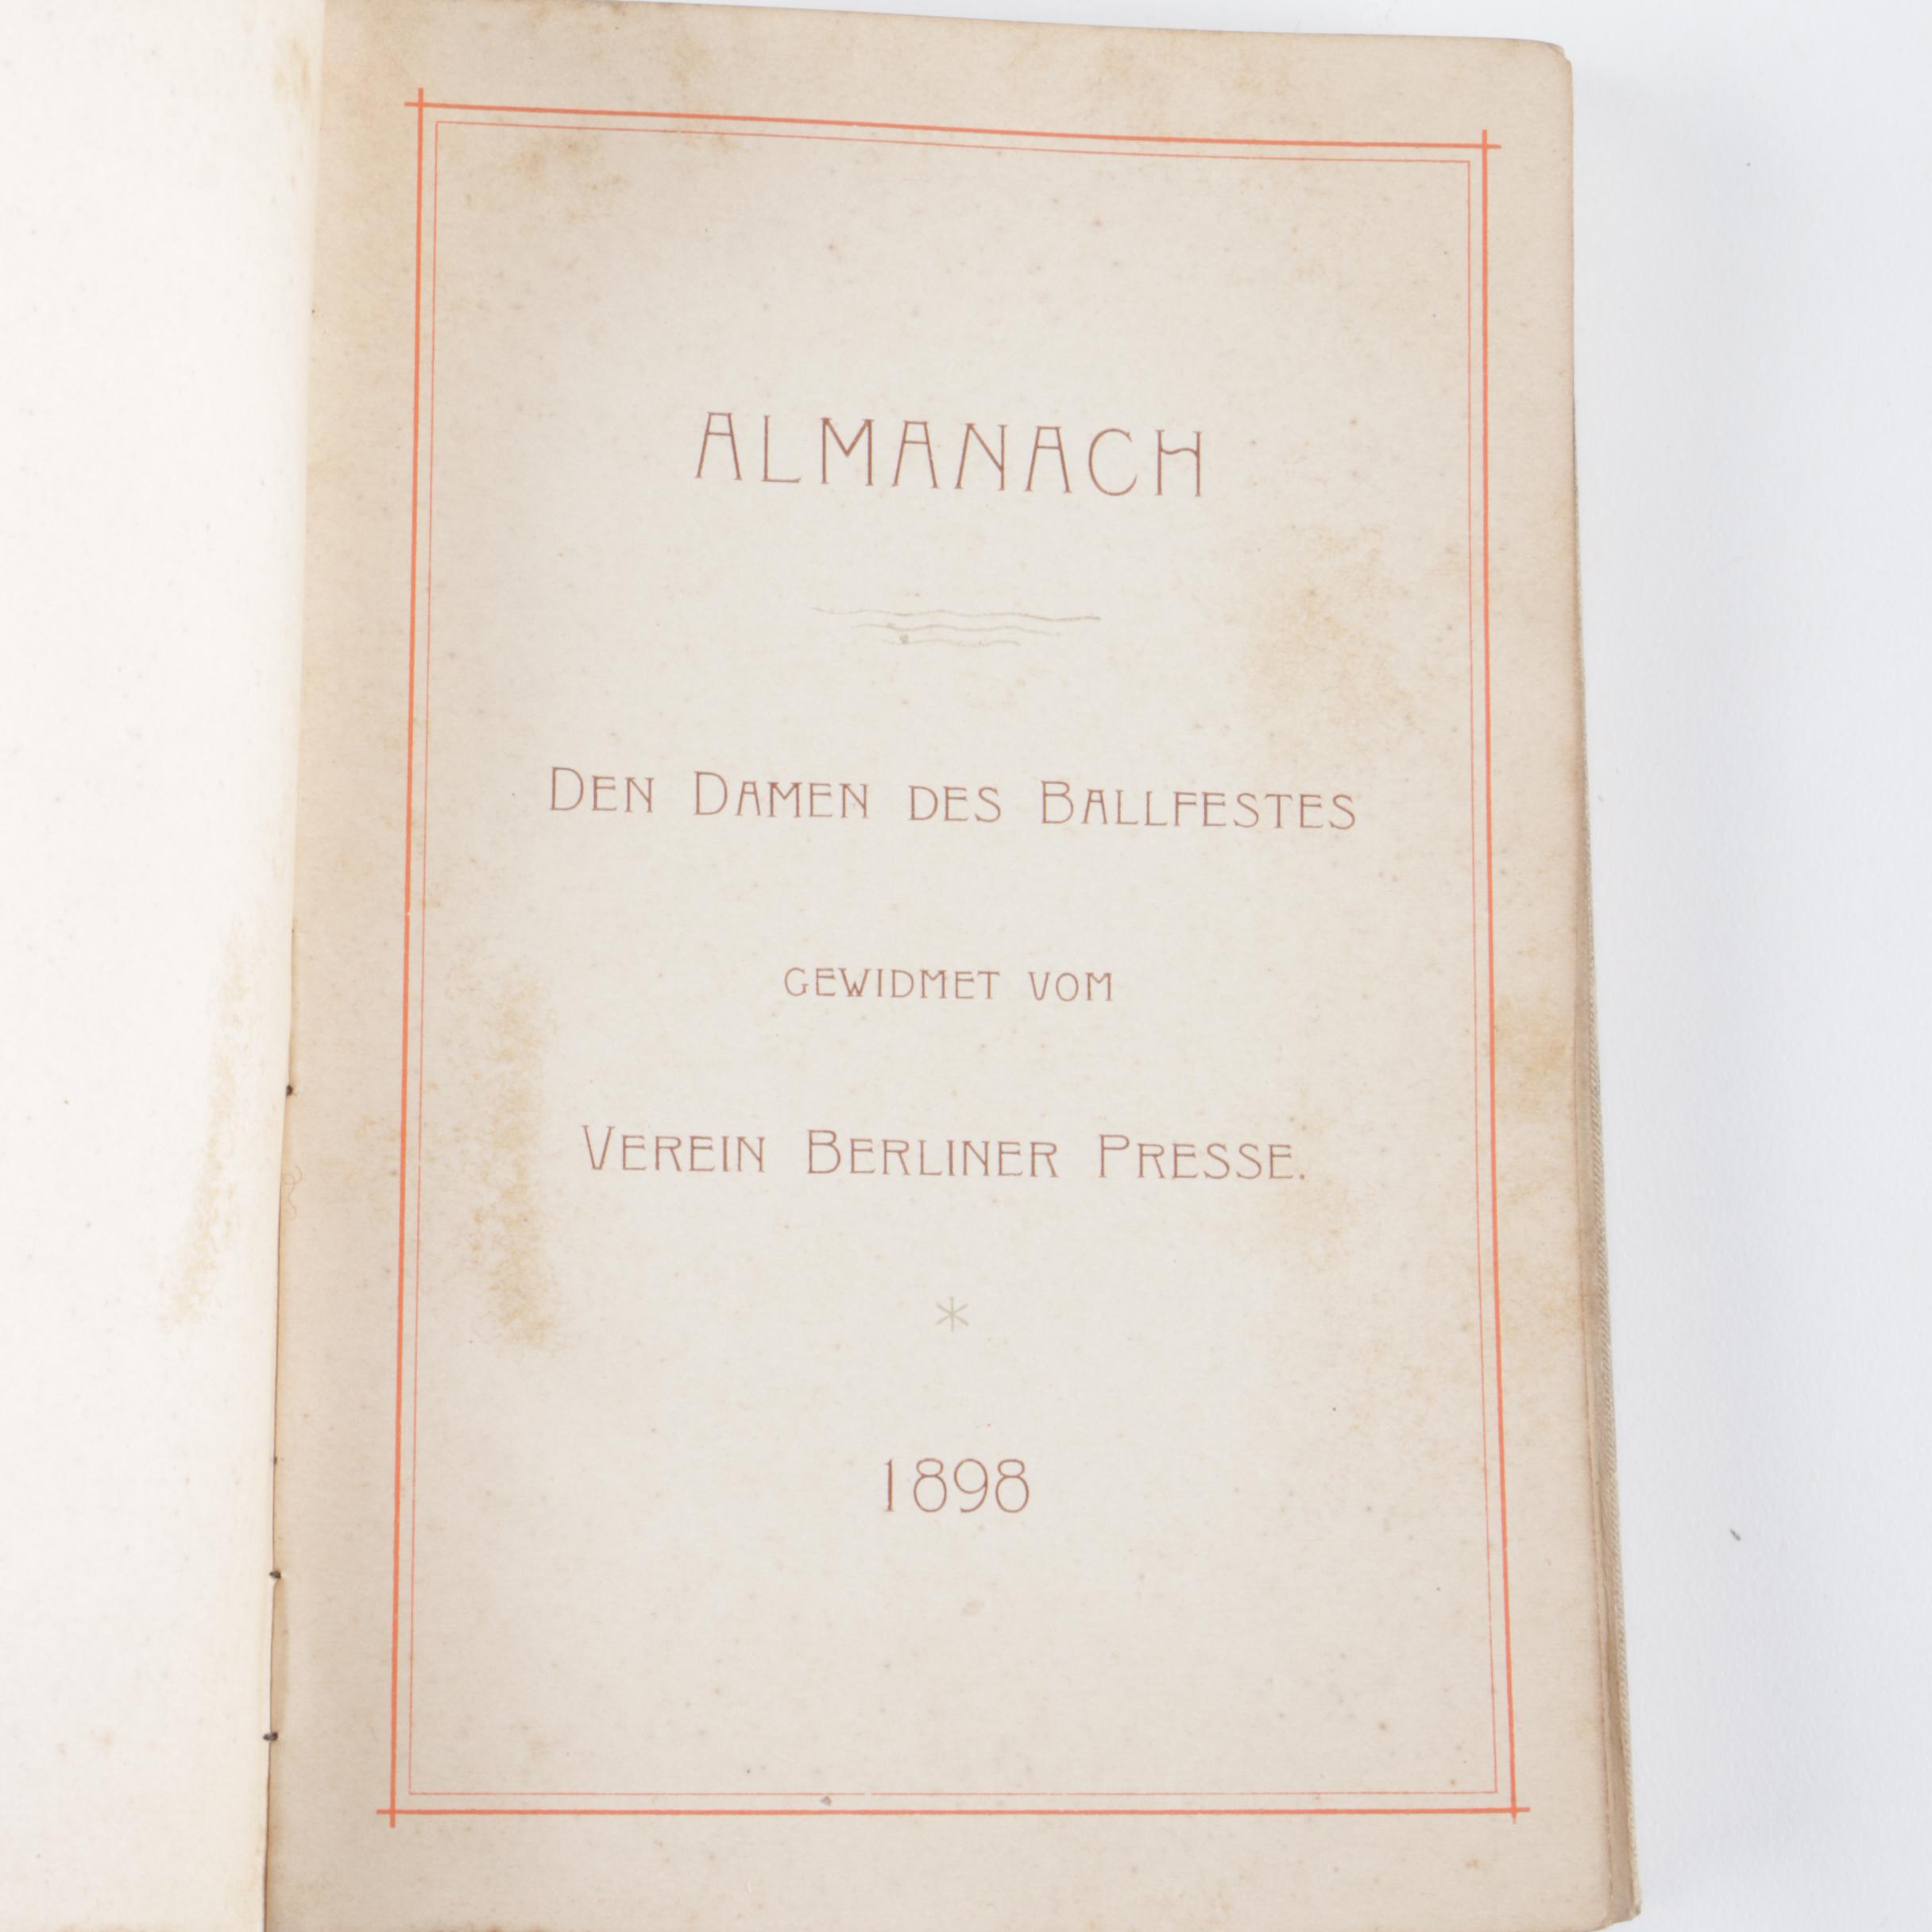 ALMANACH
DEN DAMEN DES BALLFESTES
GEWIDMET VOM
VEREIN BERLINER PRESSE.
*
1898